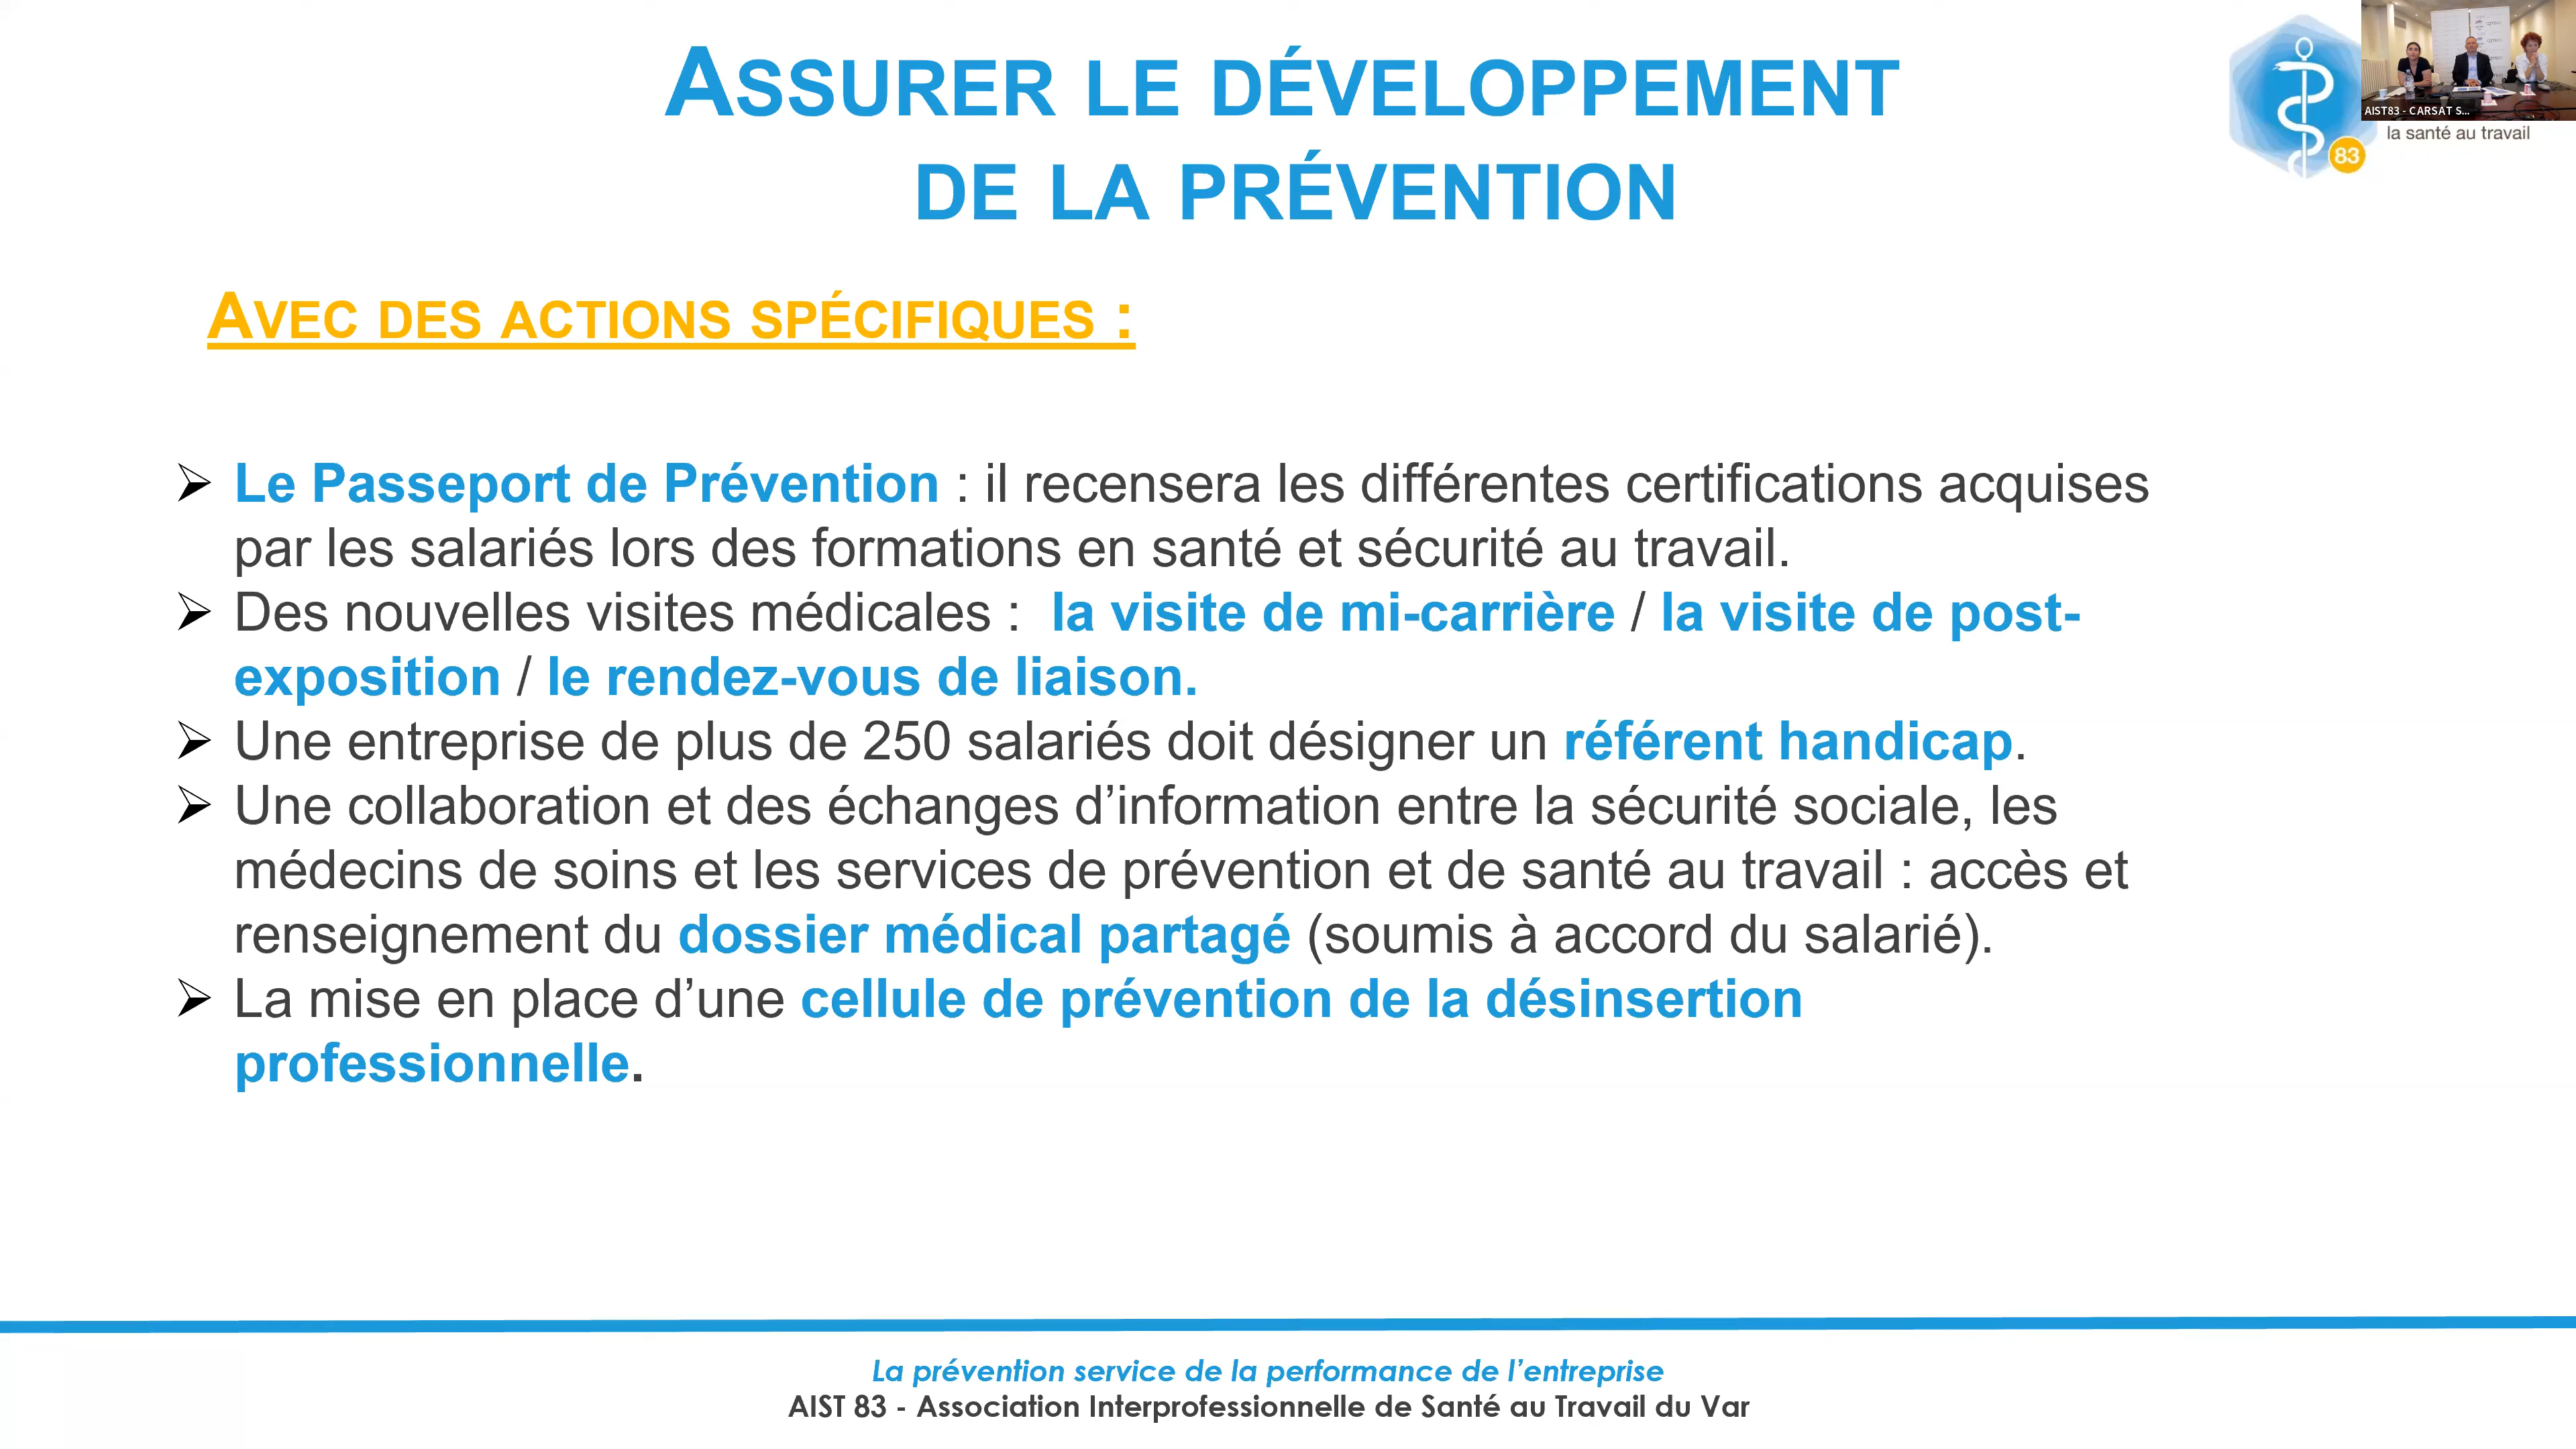 ASSURER LE DÉVELOPPEMENT
DE LA PRÉVENTION
AIST83 - CARSAT S...
la santé au travail
83
AVEC DES ACTIONS SPÉCIFIQUES :
➢ Le Passeport de Prévention : il recensera les différentes certifications acquises
par les salariés lors des formations en santé et sécurité au travail.
➢ Des nouvelles visites médicales : la visite de mi-carrière / la visite de post-
exposition / le rendez-vous de liaison.
➢ Une entreprise de plus de 250 salariés doit désigner un référent handicap.
➢ Une collaboration et des échanges d’information entre la sécurité sociale, les
médecins de soins et les services de prévention et de santé au travail : accès et
renseignement du dossier médical partagé (soumis à accord du salarié).
➢ La mise en place d’une cellule de prévention de la désinsertion
professionnelle.
La prévention service de la performance de l’entreprise
AIST 83 - Association Interprofessionnelle de Santé au Travail du Var